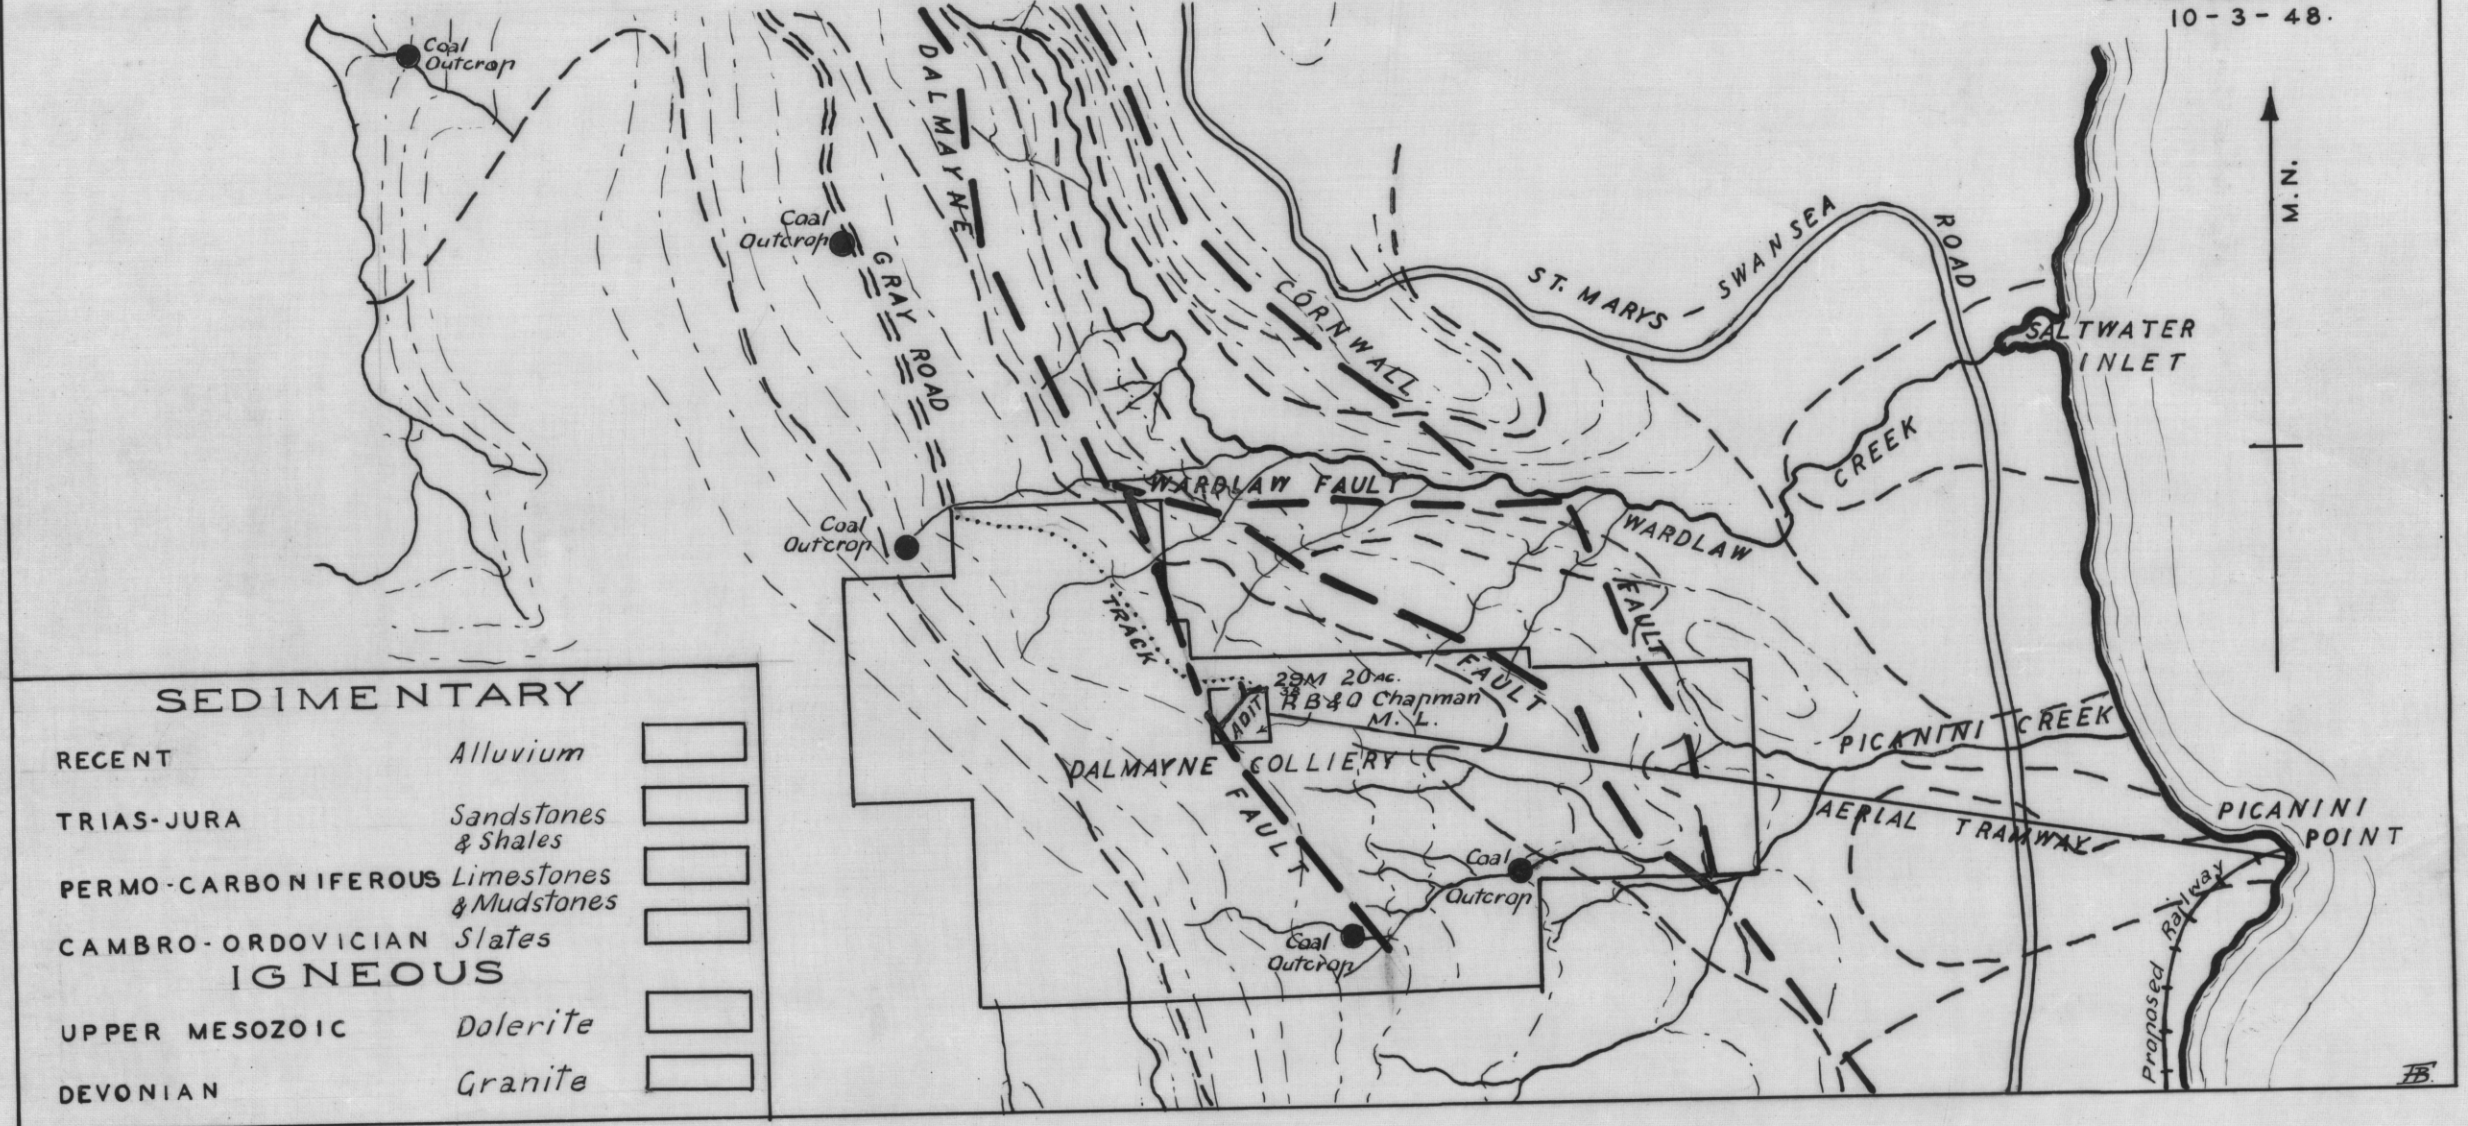 10-3-48.
Coal
Outcrop
DALMAYNE
M.N.
Coal
Outcrop
GRAY ROAD
CORNWALL
ST. MARYS - SWANSEA ROAD
SALTWATER
INLET
CREEK
WARDLAW FAULT
WARDLAW
Coal
Outcrop
TRACK
FAULT
FAULT
29M 20AC.
R B & O Chapman
M. L.
ADIT
DALMAYNE COLLIERY
FAULT
PICANINI CREEK
AERIAL TRAMWAY
PICANINI
POINT
Coal
Outcrop
Coal
Outcrop
Proposed Railway
SEDIMENTARY
RECENT Alluvium
TRIAS-JURA Sandstones
& Shales
PERMO-CARBONIFEROUS Limestones
& Mudstones
CAMBRO-ORDOVICIAN Slates
IGNEOUS
UPPER MESOZOIC Dolerite
DEVONIAN Granite